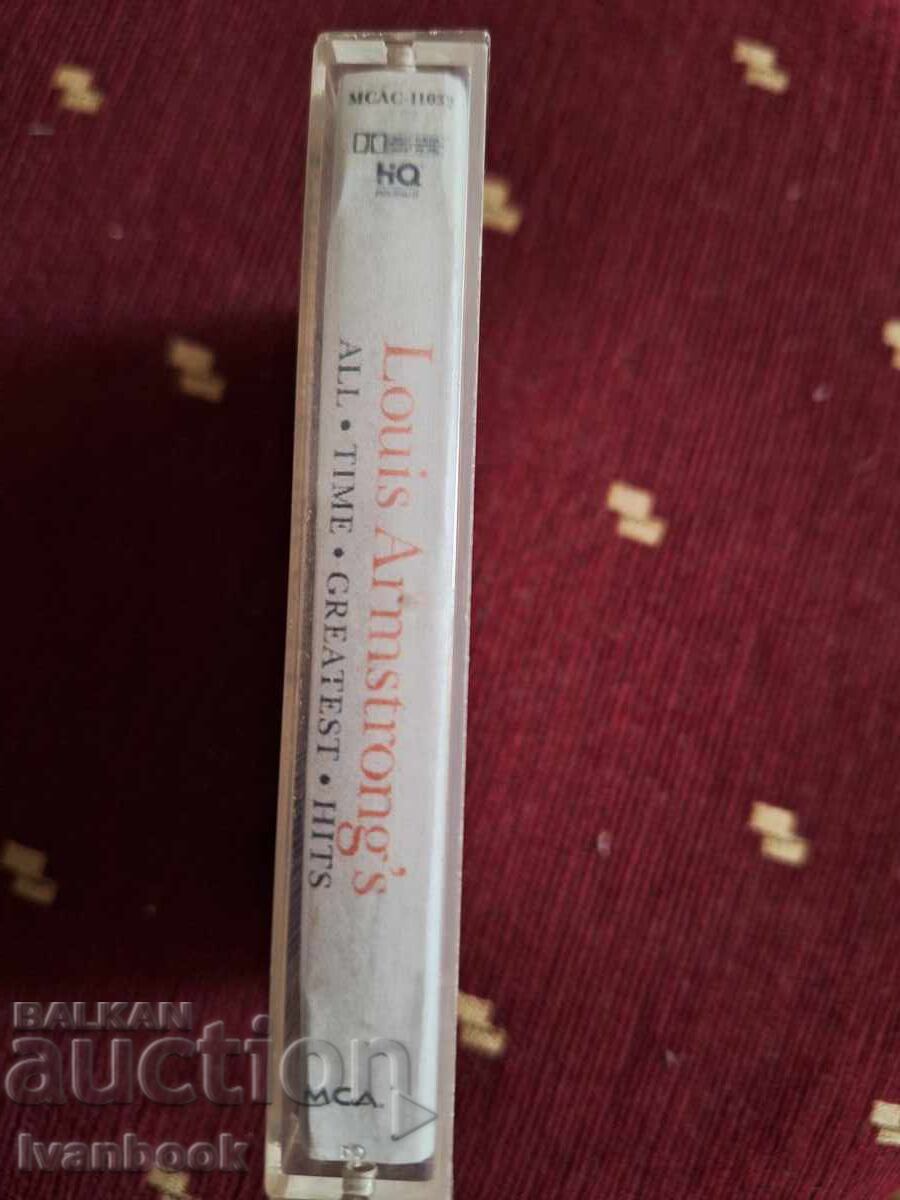 MCAC-11032
HQ
Louis Armstrong's
ALL • TIME • GREATEST • HITS
MCA
BALKAN
auction
Ivanbook